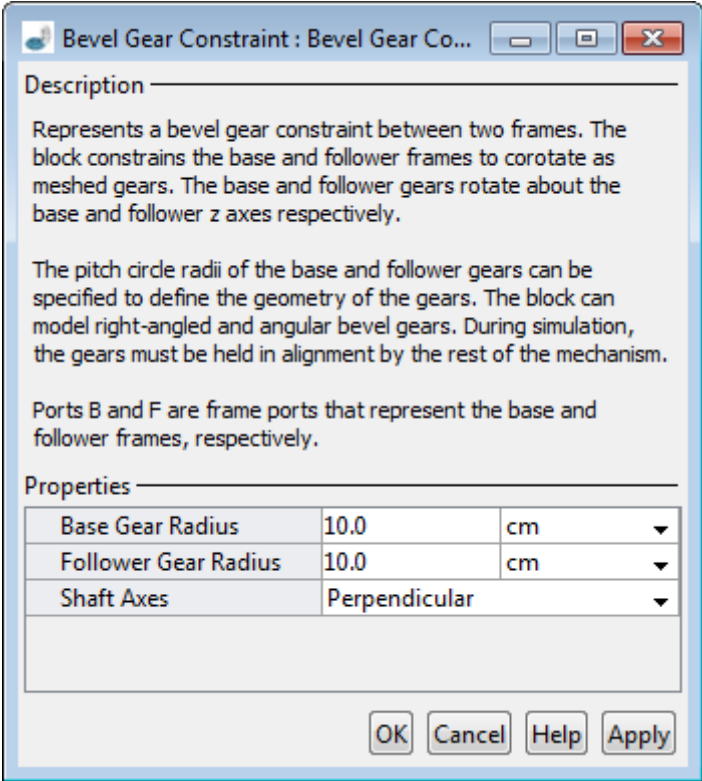 Bevel Gear Constraint : Bevel Gear Co...
Description
Represents a bevel gear constraint between two frames. The
block constrains the base and follower frames to corotate as
meshed gears. The base and follower gears rotate about the
base and follower z axes respectively.
The pitch circle radii of the base and follower gears can be
specified to define the geometry of the gears. The block can
model right-angled and angular bevel gears. During simulation,
the gears must be held in alignment by the rest of the mechanism.
Ports B and F are frame ports that represent the base and
follower frames, respectively.
Properties
Base Gear Radius 10.0 cm
Follower Gear Radius 10.0 cm
Shaft Axes Perpendicular
OK Cancel Help Apply